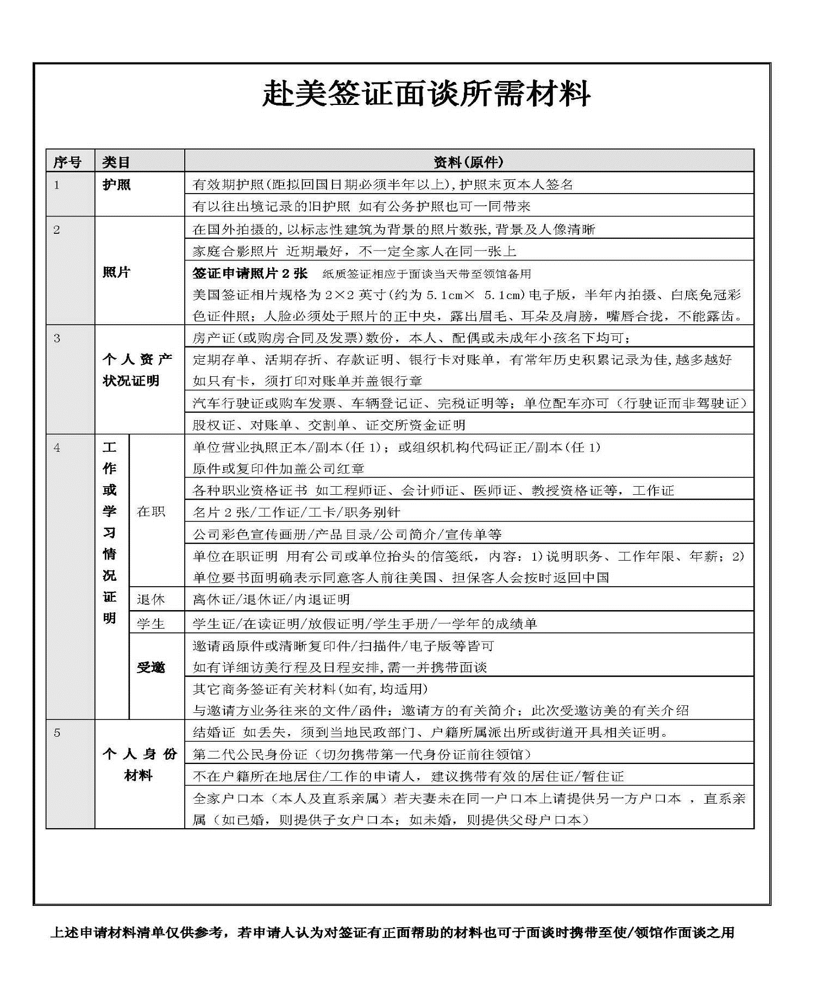 赴美签证面谈所需材料
序号 类目 资料(原件)
1 护照 有效期护照(距拟回国日期必须半年以上),护照末页本人签名
有以往出境记录的旧护照 如有公务护照也可一同带来
2 照片 在国外拍摄的,以标志性建筑为背景的照片数张,背景及人像清晰
家庭合影照片 近期最好，不一定全家人在同一张上
签证申请照片2张 纸质签证相应于面谈当天带至领馆备用
美国签证相片规格为2×2英寸(约为5.1cm× 5.1cm)电子版，半年内拍摄、白底免冠彩
色证件照；人脸必须处于照片的正中央，露出眉毛、耳朵及肩膀，嘴唇合拢，不能露齿。
3 个人资产
状况证明
房产证(或购房合同及发票)数份，本人、配偶或未成年小孩名下均可；
定期存单、活期存折、存款证明、银行卡对账单，有常年历史积累记录为佳,越多越好
如只有卡，须打印对账单并盖银行章
汽车行驶证或购车发票、车辆登记证、完税证明等；单位配车亦可（行驶证而非驾驶证）
股权证、对账单、交割单、证交所资金证明
4 工作或学习情况证明
在职
单位营业执照正本/副本(任1)；或组织机构代码证正/副本(任1)
原件或复印件加盖公司红章
各种职业资格证书 如工程师证、会计师证、医师证、教授资格证等，工作证
名片2张/工作证/工卡/职务别针
公司彩色宣传画册/产品目录/公司简介/宣传单等
单位在职证明 用有公司或单位抬头的信笺纸，内容：1)说明职务、工作年限、年薪；2)
单位要书面明确表示同意客人前往美国、担保客人会按时返回中国
退休 离休证/退休证/内退证明
学生 学生证/在读证明/放假证明/学生手册/一学年的成绩单
受邀
邀请函原件或清晰复印件/扫描件/电子版等皆可
如有详细访美行程及日程安排,需一并携带面谈
其它商务签证有关材料(如有,均适用)
与邀请方业务往来的文件/函件；邀请方的有关简介；此次受邀访美的有关介绍
5 个人身份
材料
结婚证 如丢失，须到当地民政部门、户籍所属派出所或街道开具相关证明。
第二代公民身份证（切勿携带第一代身份证前往领馆）
不在户籍所在地居住/工作的申请人，建议携带有效的居住证/暂住证
全家户口本（本人及直系亲属）若夫妻未在同一户口本上请提供另一方户口本 ，直系亲
属（如已婚，则提供子女户口本；如未婚，则提供父母户口本）
上述申请材料清单仅供参考，若申请人认为对签证有正面帮助的材料也可于面谈时携带至使/领馆作面谈之用